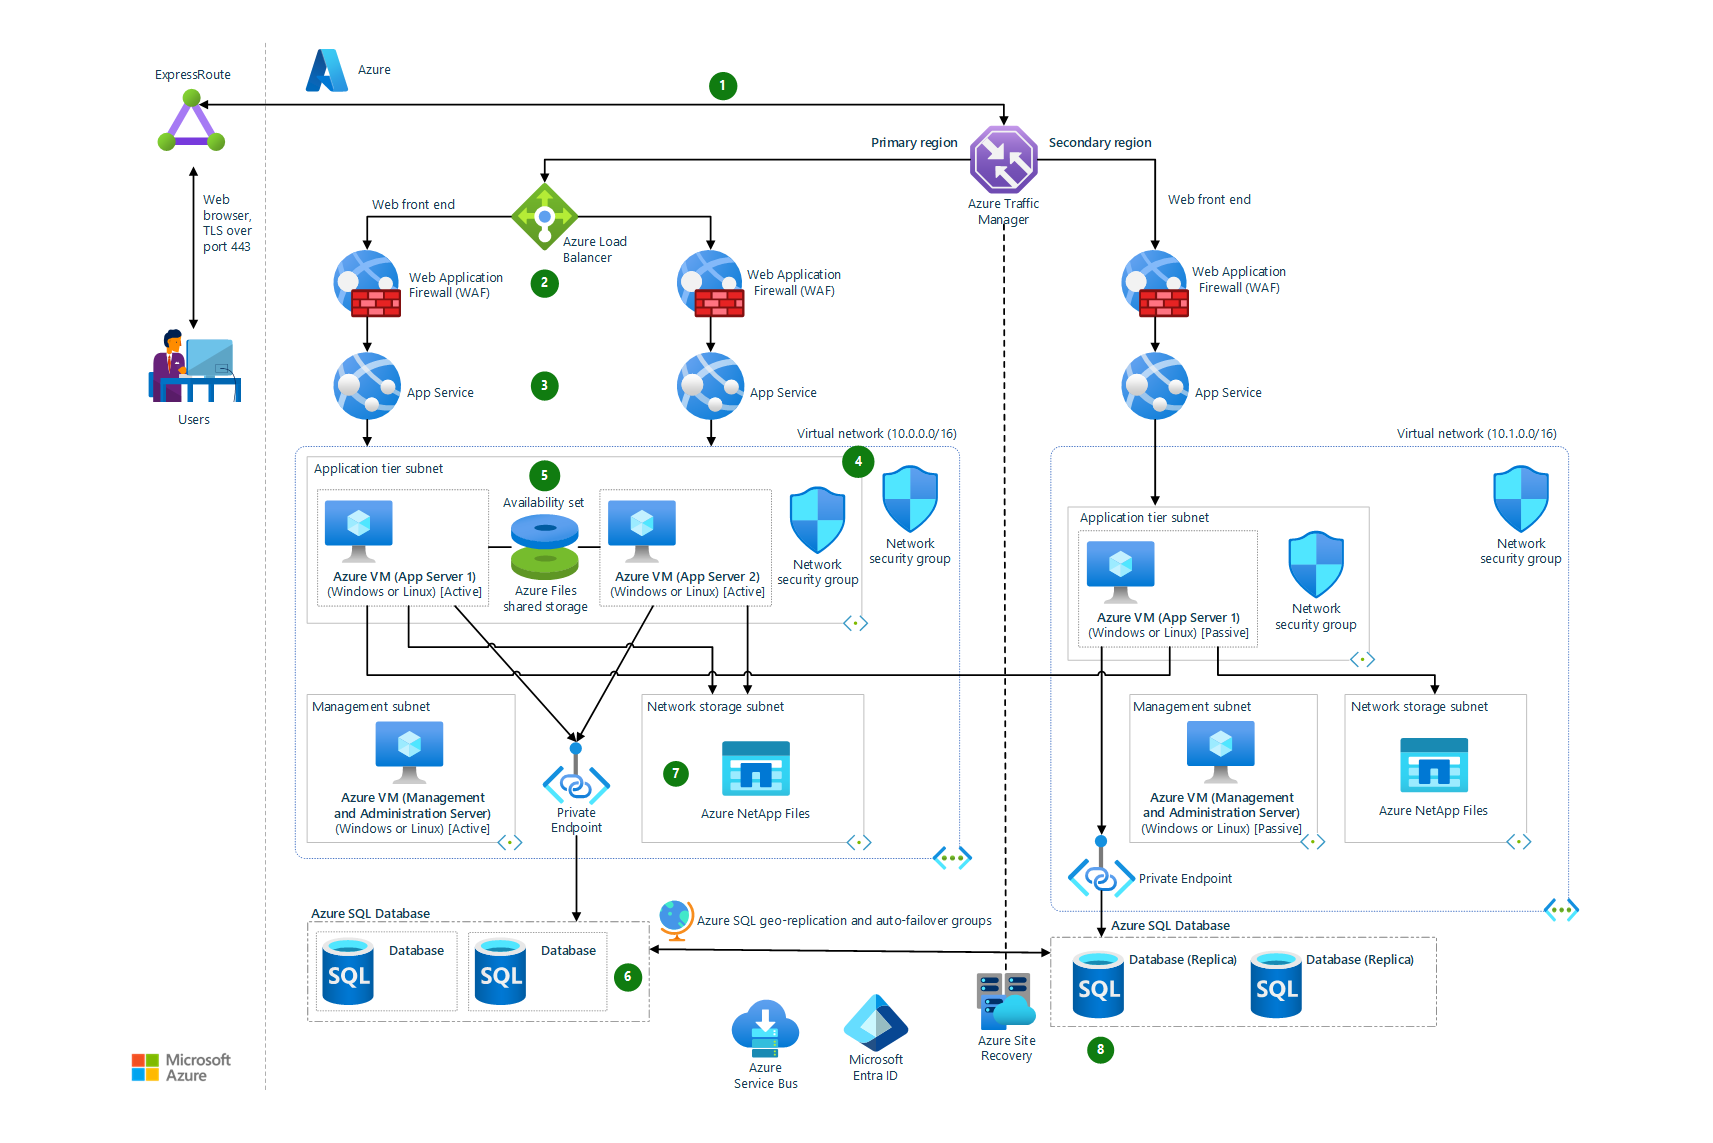 ExpressRoute
Azure
1
Primary region
Secondary region
Azure Traffic
Manager
Web
browser,
TLS over
port 443
Web front end
Web front end
Azure Load
Balancer
Web Application
Firewall (WAF)
2
Web Application
Firewall (WAF)
Web Application
Firewall (WAF)
Users
App Service
3
App Service
App Service
Virtual network (10.0.0.0/16)
Virtual network (10.1.0.0/16)
Application tier subnet
4
5
Availability set
Azure VM (App Server 1)
(Windows or Linux) [Active]
Azure Files
shared storage
Azure VM (App Server 2)
(Windows or Linux) [Active]
Network
security group
Network
security group
Application tier subnet
Azure VM (App Server 1)
(Windows or Linux) [Passive]
Network
security group
Network
security group
Management subnet
Azure VM (Management
and Administration Server)
(Windows or Linux) [Active]
Private
Endpoint
Network storage subnet
7
Azure NetApp Files
Management subnet
Azure VM (Management
and Administration Server)
(Windows or Linux) [Passive]
Network storage subnet
Azure NetApp Files
Private Endpoint
Azure SQL Database
SQL
Database
SQL
Database
6
Azure SQL geo-replication and auto-failover groups
Azure SQL Database
SQL
Database (Replica)
SQL
Database (Replica)
8
Azure
Service Bus
Microsoft
Entra ID
Azure Site
Recovery
Microsoft
Azure